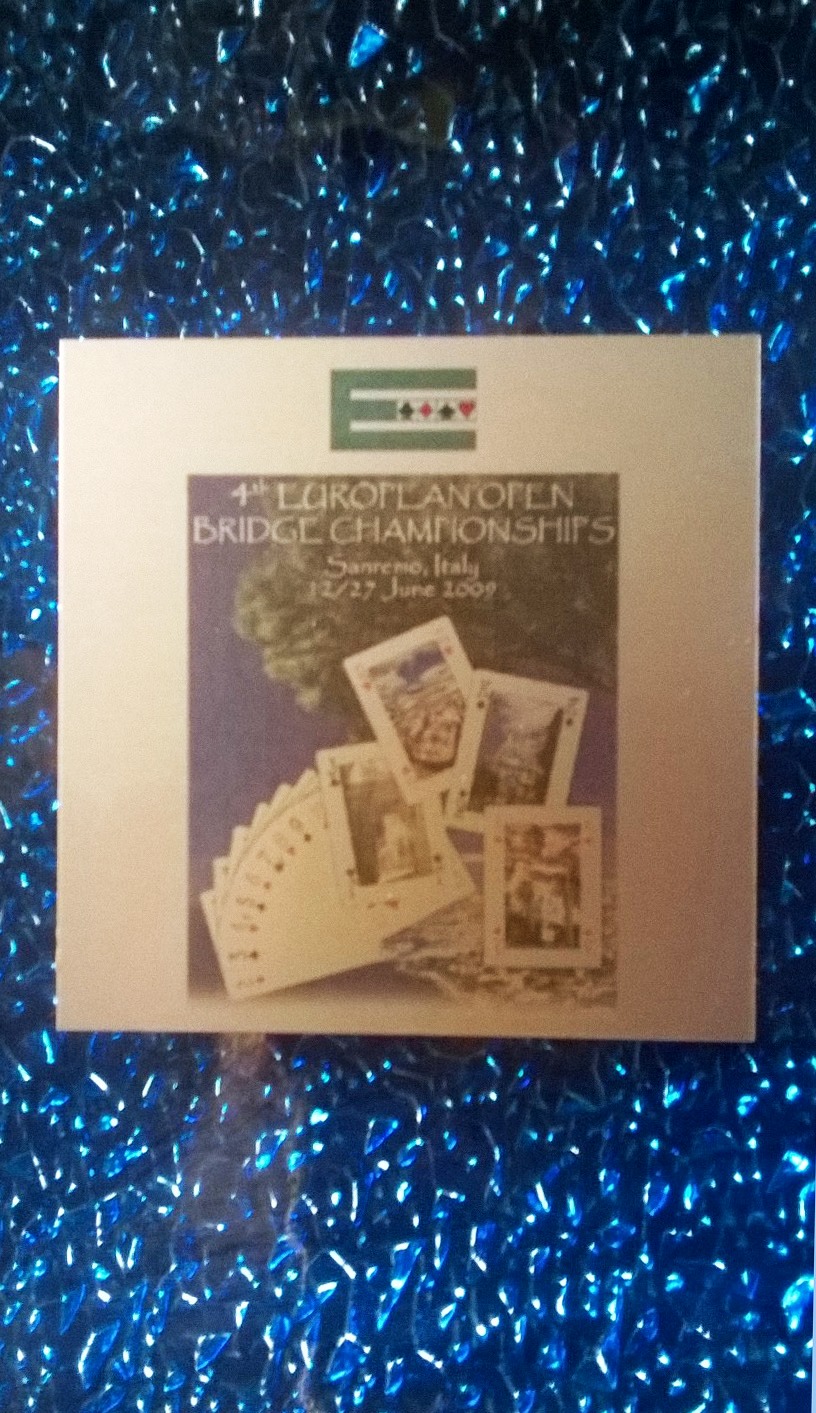 4th EUROPEAN OPEN
BRIDGE CHAMPIONSHIPS
Sanremo, Italy
12/27 June 2009